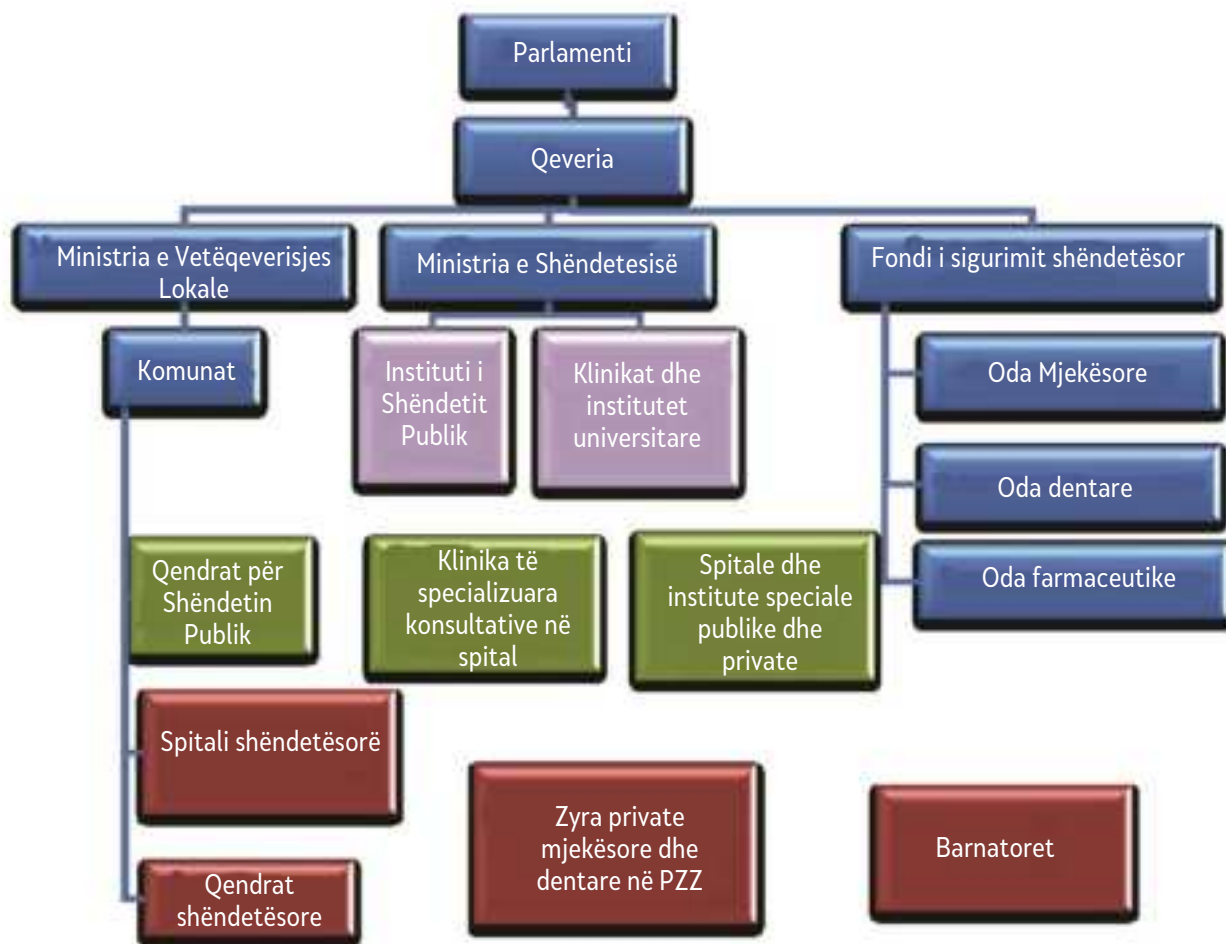 Parlamenti
Qeveria
Ministria e Vetëqeverisjes
Lokale
Ministria e Shëndetesisë
Fondi i sigurimit shëndetësor
Komunat
Instituti i
Shëndetit
Publik
Klinikat dhe
institutet
universitare
Oda Mjekësore
Oda dentare
Oda farmaceutike
Qendrat për
Shëndetin
Publik
Klinika të
specializuara
konsultative në
spital
Spitale dhe
institute speciale
publike dhe
private
Spitali shëndetësorë
Zyra private
mjekësore dhe
dentare në PZZ
Barnatoret
Qendrat
shëndetësore